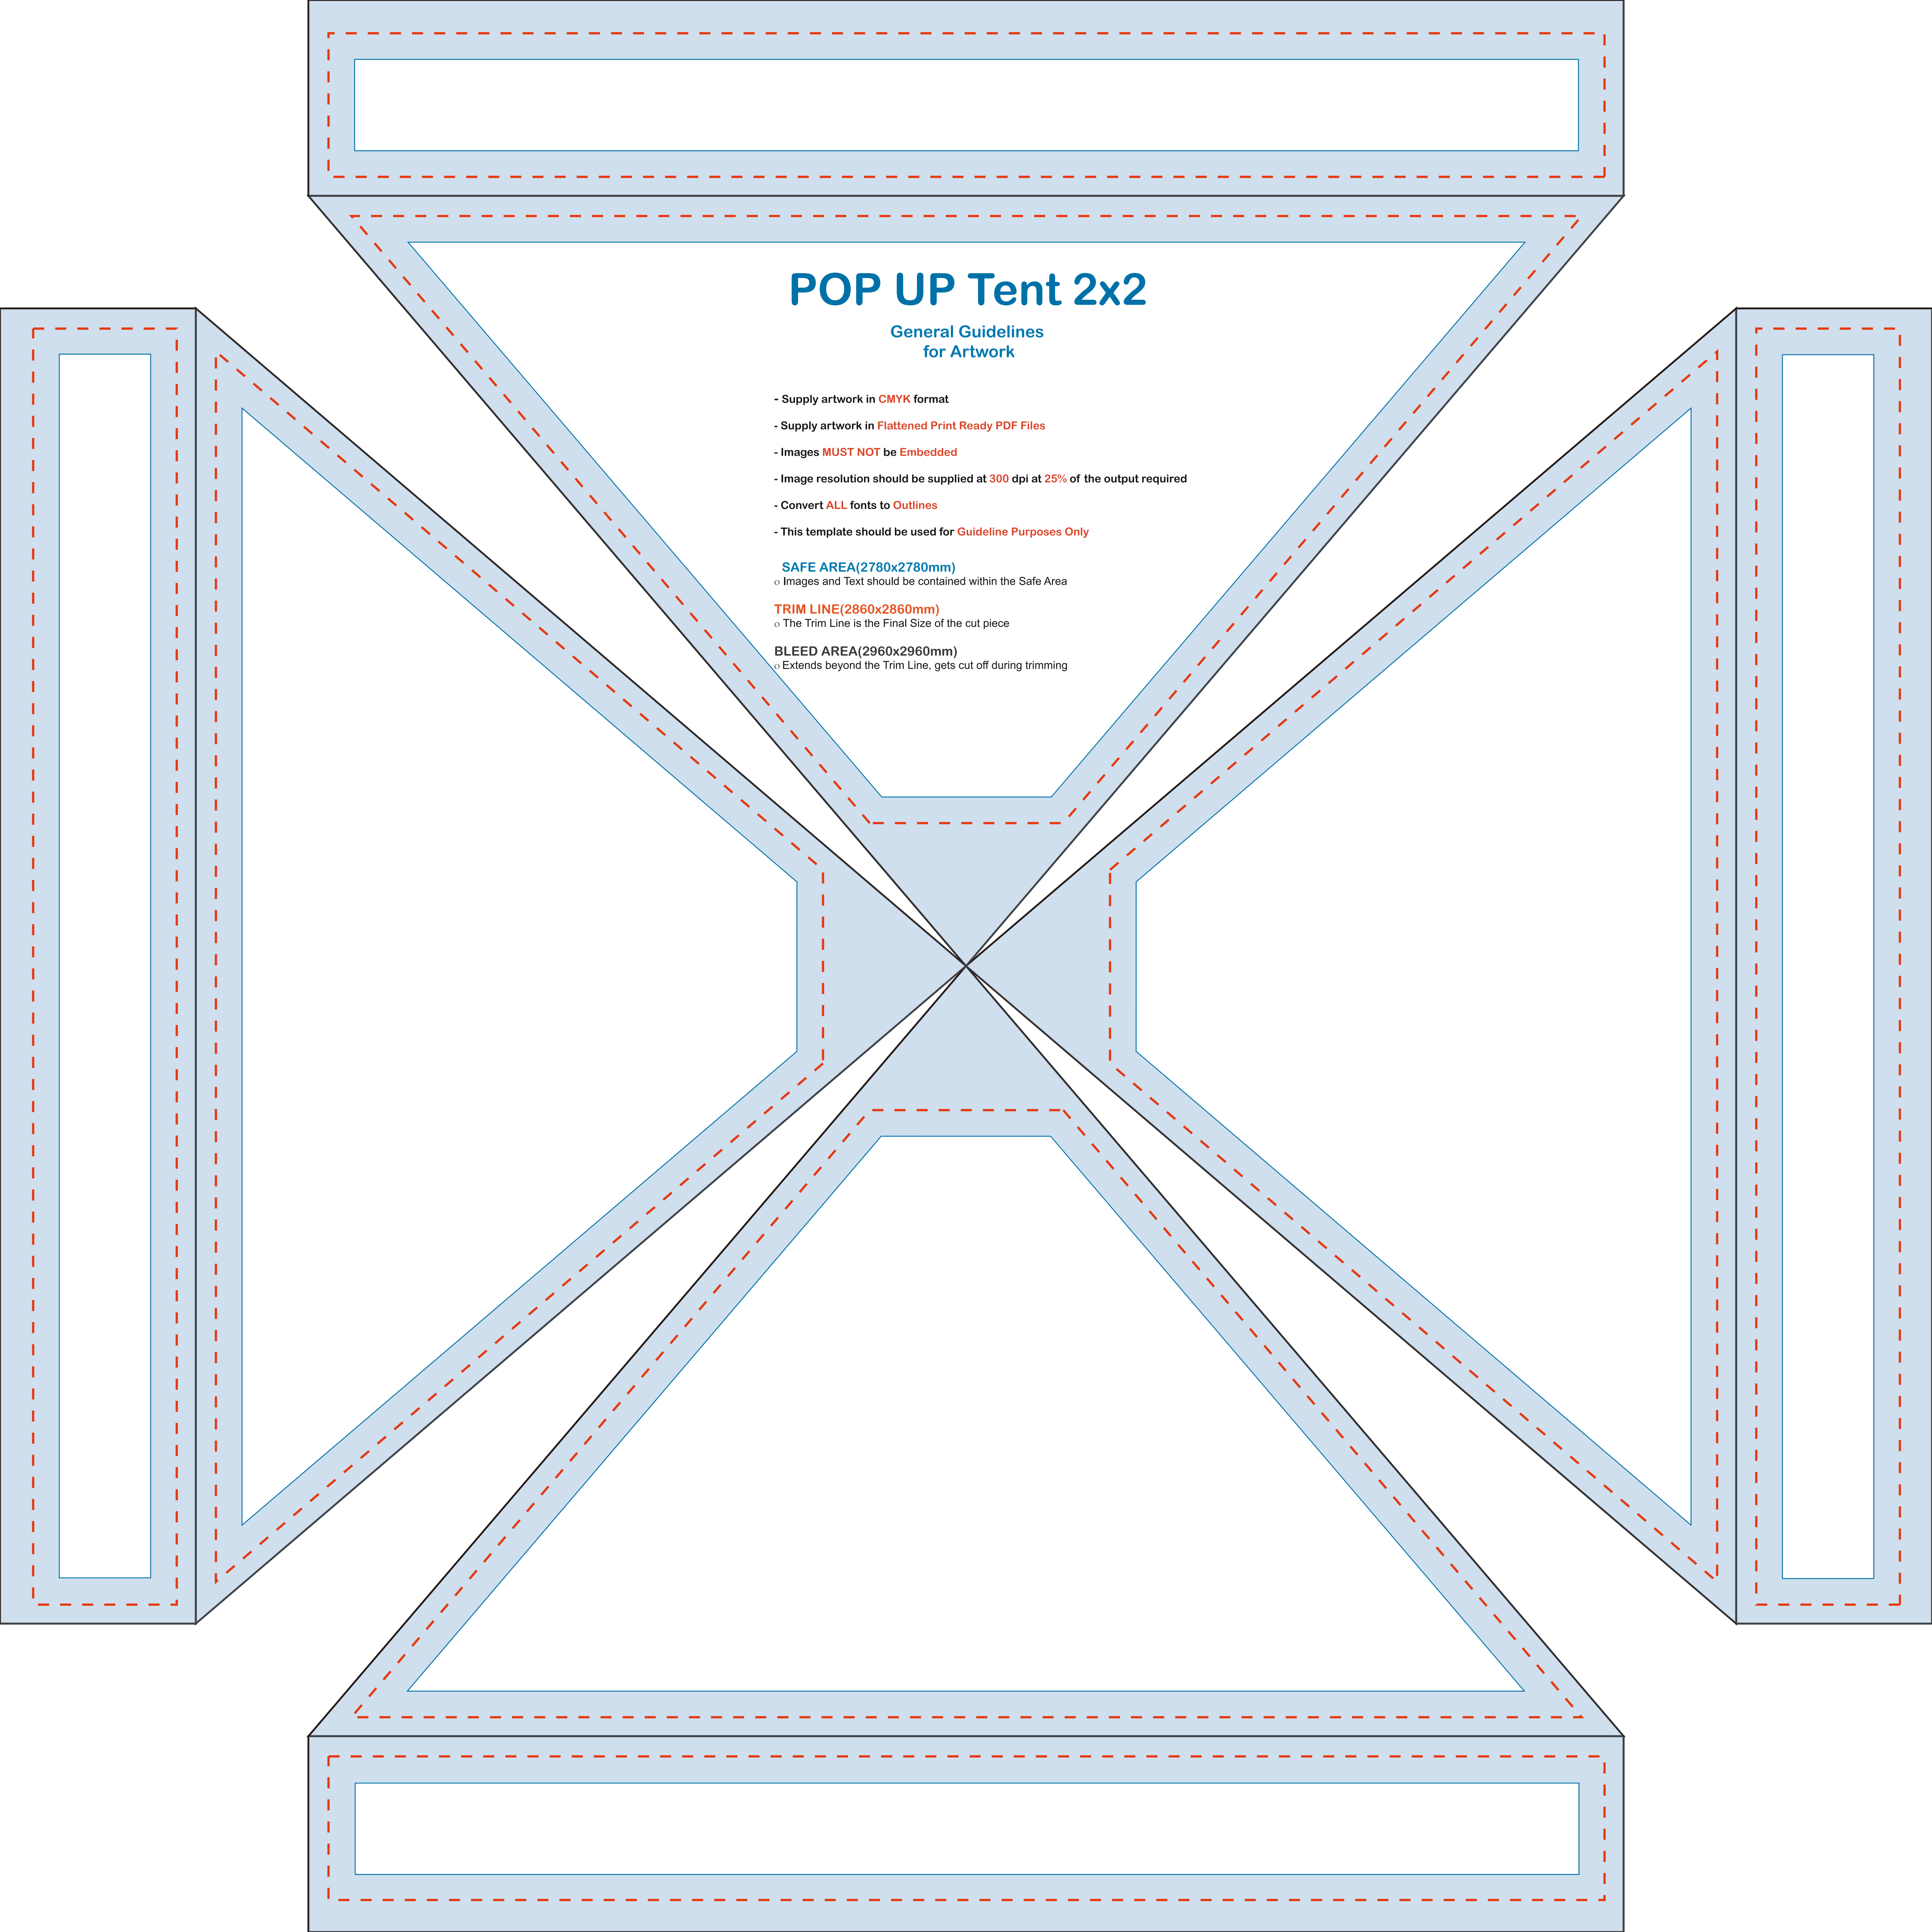 POP UP Tent 2x2
General Guidelines
for Artwork
- Supply artwork in CMYK format
- Supply artwork in Flattened Print Ready PDF Files
- Images MUST NOT be Embedded
- Image resolution should be supplied at 300 dpi at 25% of the output required
- Convert ALL fonts to Outlines
- This template should be used for Guideline Purposes Only
SAFE AREA(2780x2780mm)
o Images and Text should be contained within the Safe Area
TRIM LINE(2860x2860mm)
o The Trim Line is the Final Size of the cut piece
BLEED AREA(2960x2960mm)
o Extends beyond the Trim Line, gets cut off during trimming